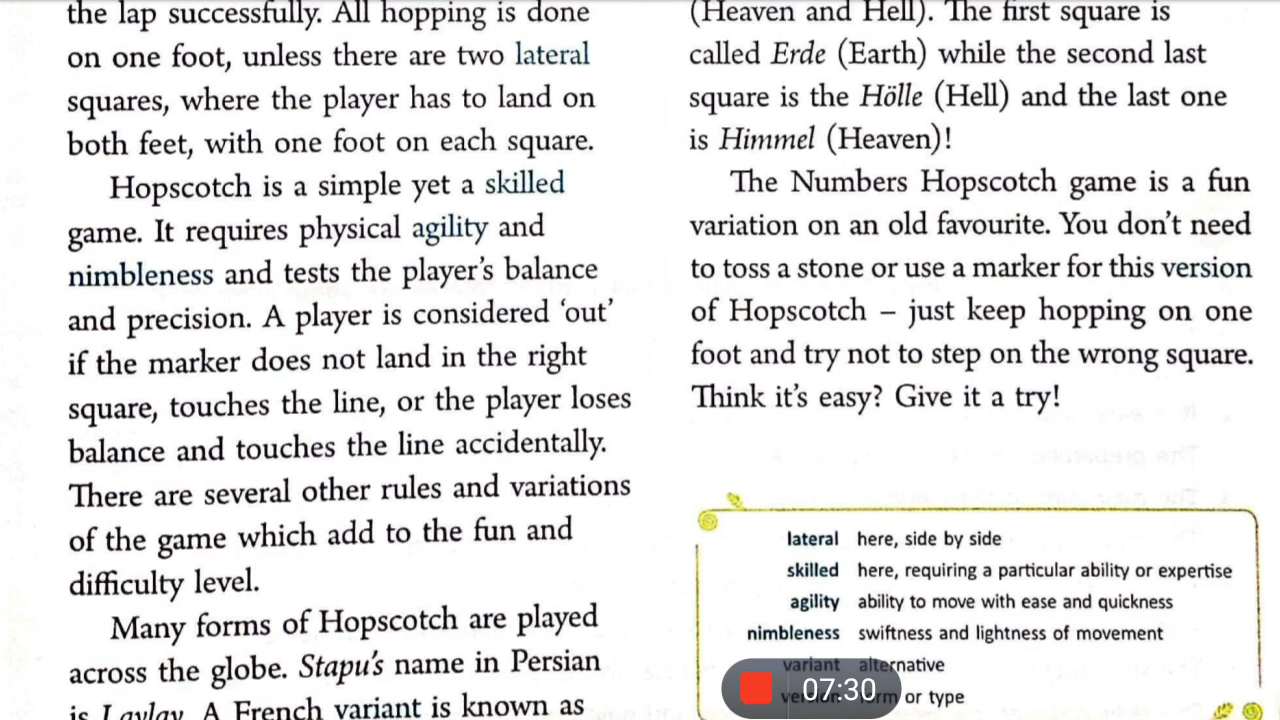 the lap successfully. All hopping is done
on one foot, unless there are two lateral
squares, where the player has to land on
both feet, with one foot on each square.
Hopscotch is a simple yet a skilled
game. It requires physical agility and
nimbleness and tests the player's balance
and precision. A player is considered ‘out’
if the marker does not land in the right
square, touches the line, or the player loses
balance and touches the line accidentally.
There are several other rules and variations
of the game which add to the fun and
difficulty level.
Many forms of Hopscotch are played
across the globe. Stapu's name in Persian
is Laylay. A French variant is known as
(Heaven and Hell). The first square is
called Erde (Earth) while the second last
square is the Hölle (Hell) and the last one
is Himmel (Heaven)!
The Numbers Hopscotch game is a fun
variation on an old favourite. You don't need
to toss a stone or use a marker for this version
of Hopscotch – just keep hopping on one
foot and try not to step on the wrong square.
Think it's easy? Give it a try!
lateral here, side by side
skilled here, requiring a particular ability or expertise
agility ability to move with ease and quickness
nimbleness swiftness and lightness of movement
variant alternative
version form or type
07:30